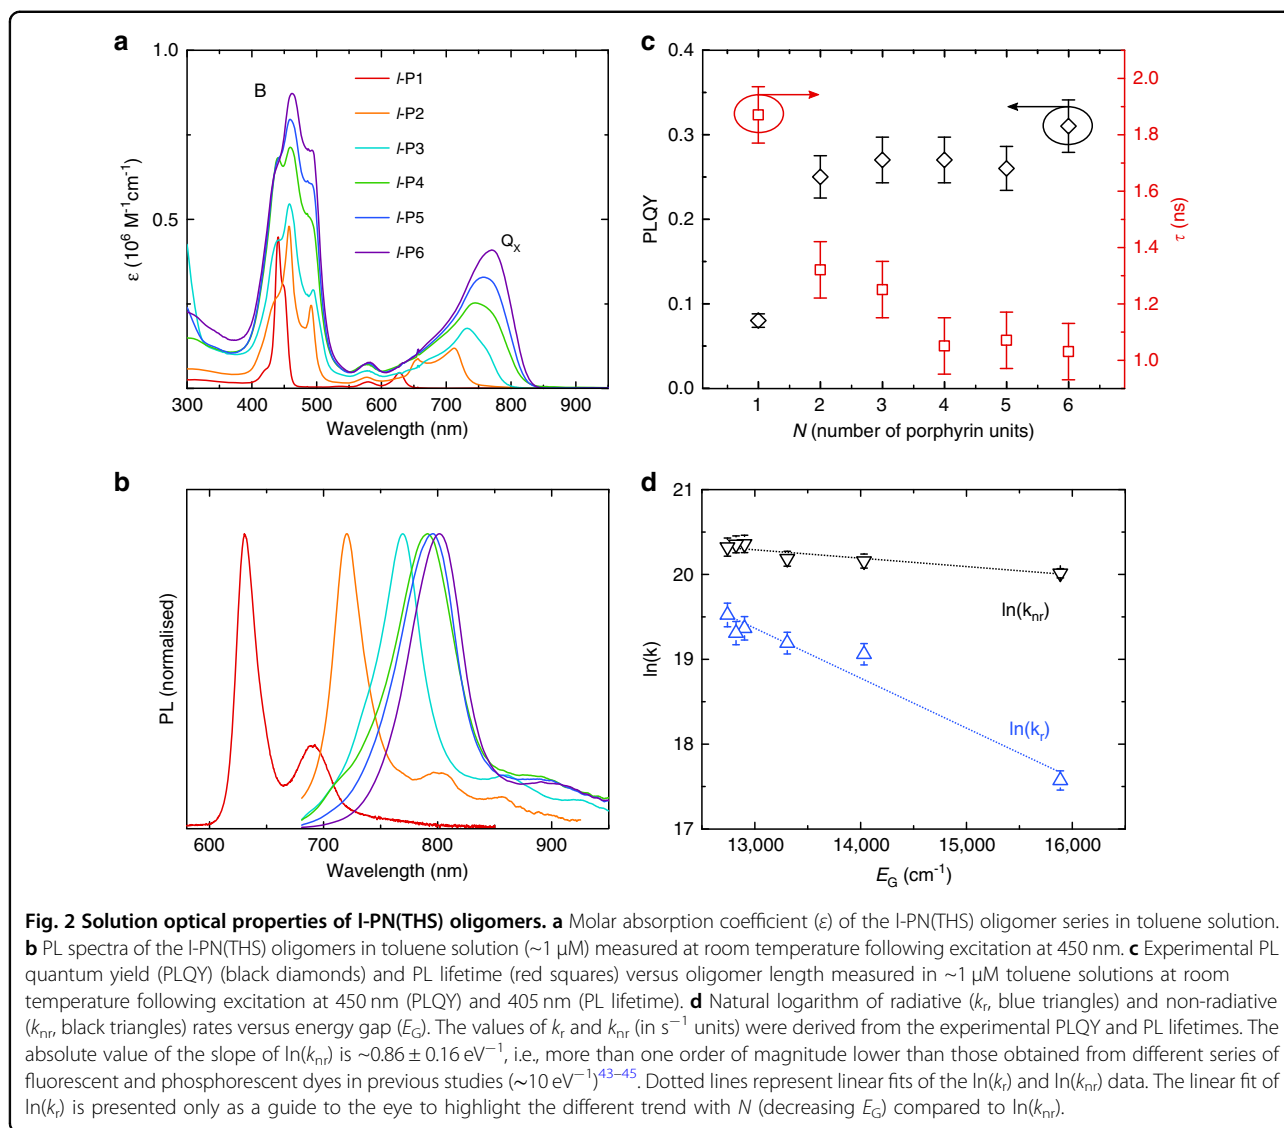 a
1.0
0.5
0.0
ε (10⁶ M⁻¹cm⁻¹)
B
Qx
l-P1
l-P2
l-P3
l-P4
l-P5
l-P6
300 400 500 600 700 800 900
Wavelength (nm)
c
0.4
0.3
0.2
0.1
0.0
PLQY
2.0
1.8
1.6
1.4
1.2
1.0
τ (ns)
1 2 3 4 5 6
N (number of porphyrin units)
b
PL (normalised)
600 700 800 900
Wavelength (nm)
d
21
20
19
18
17
ln(k)
ln(knr)
ln(kr)
13,000 14,000 15,000 16,000
EG (cm⁻¹)
Fig. 2 Solution optical properties of l-PN(THS) oligomers. a Molar absorption coefficient (ε) of the l-PN(THS) oligomer series in toluene solution.
b PL spectra of the l-PN(THS) oligomers in toluene solution (~1 μM) measured at room temperature following excitation at 450 nm. c Experimental PL
quantum yield (PLQY) (black diamonds) and PL lifetime (red squares) versus oligomer length measured in ~1 μM toluene solutions at room
temperature following excitation at 450 nm (PLQY) and 405 nm (PL lifetime). d Natural logarithm of radiative (kr, blue triangles) and non-radiative
(knr, black triangles) rates versus energy gap (EG). The values of kr and knr (in s⁻¹ units) were derived from the experimental PLQY and PL lifetimes. The
absolute value of the slope of ln(knr) is ~0.86 ± 0.16 eV⁻¹, i.e., more than one order of magnitude lower than those obtained from different series of
fluorescent and phosphorescent dyes in previous studies (~10 eV⁻¹)⁴³⁻⁴⁵. Dotted lines represent linear fits of the ln(kr) and ln(knr) data. The linear fit of
ln(kr) is presented only as a guide to the eye to highlight the different trend with N (decreasing EG) compared to ln(knr).